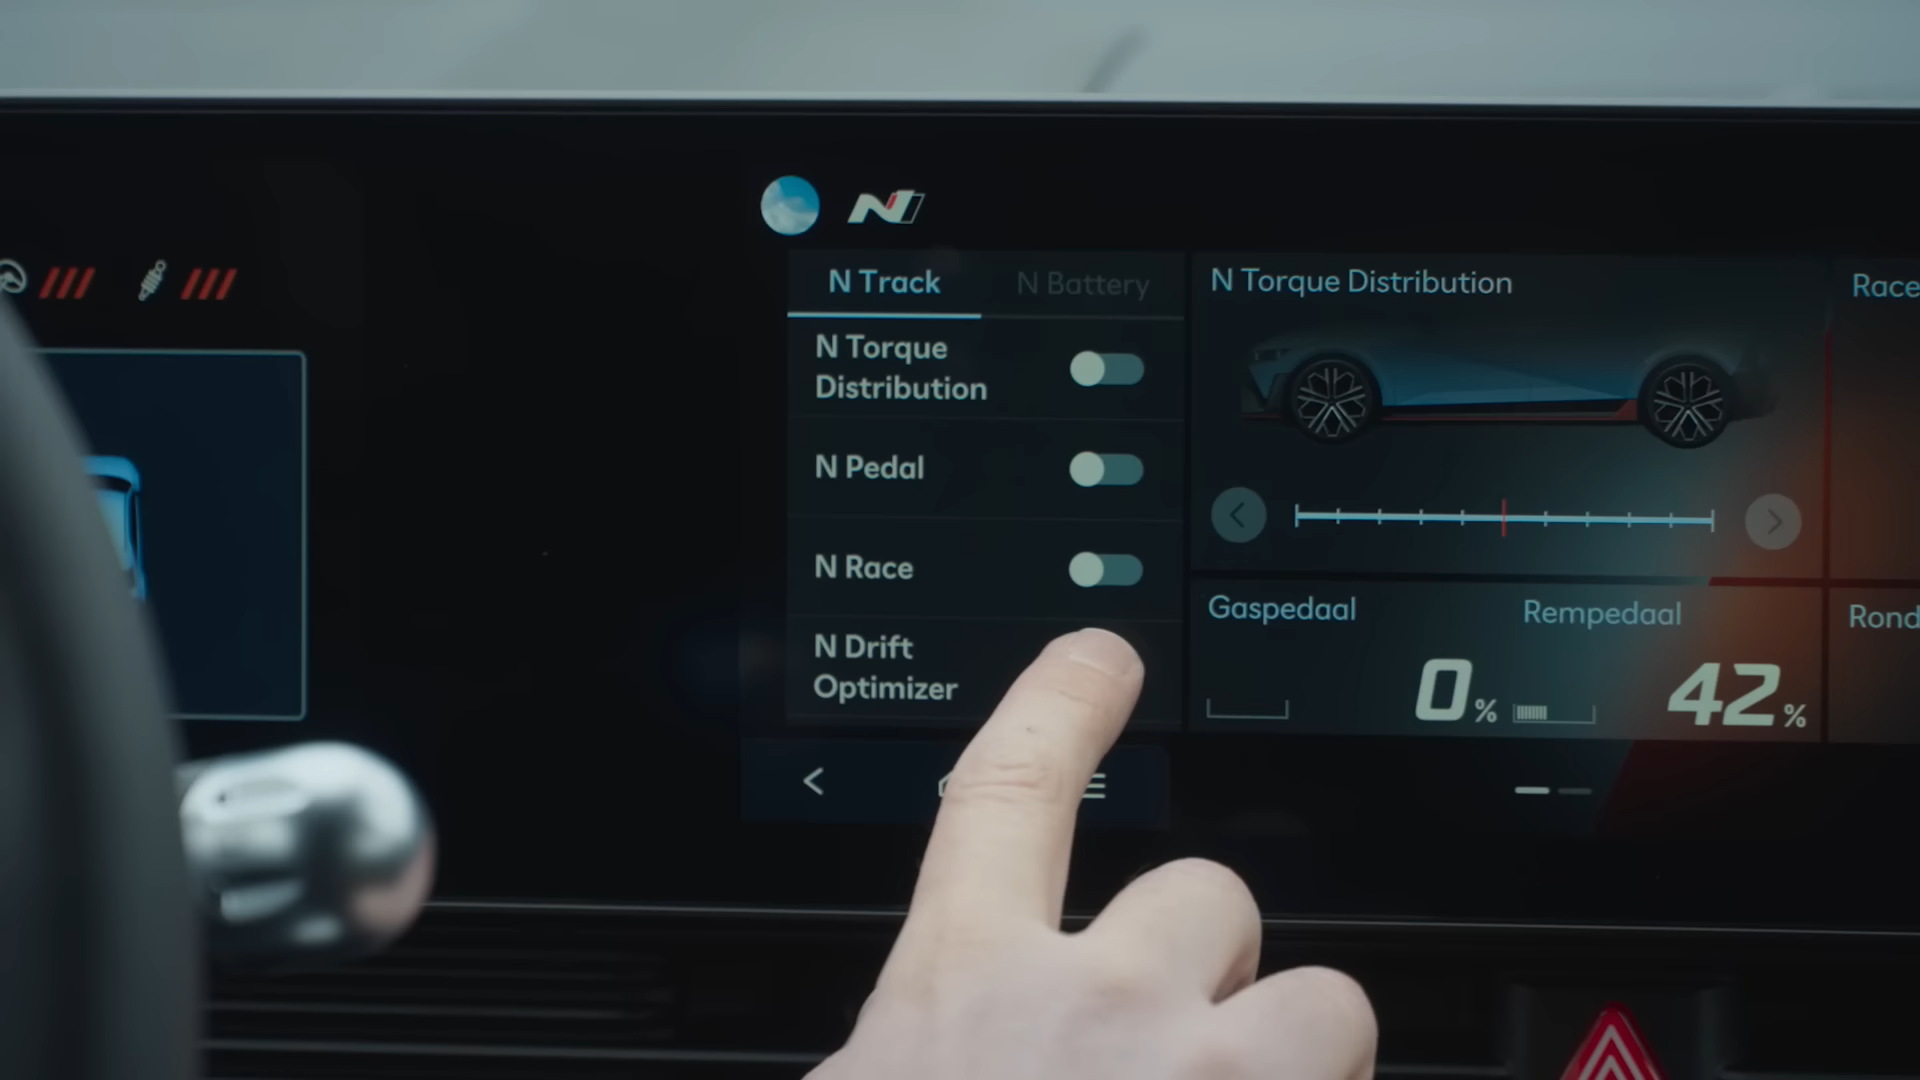 N
N Track
N Battery
N Torque
Distribution
N Pedal
N Race
N Drift
Optimizer
N Torque Distribution
Gaspedaal
0%
Rempedaal
42%
Race
Rond